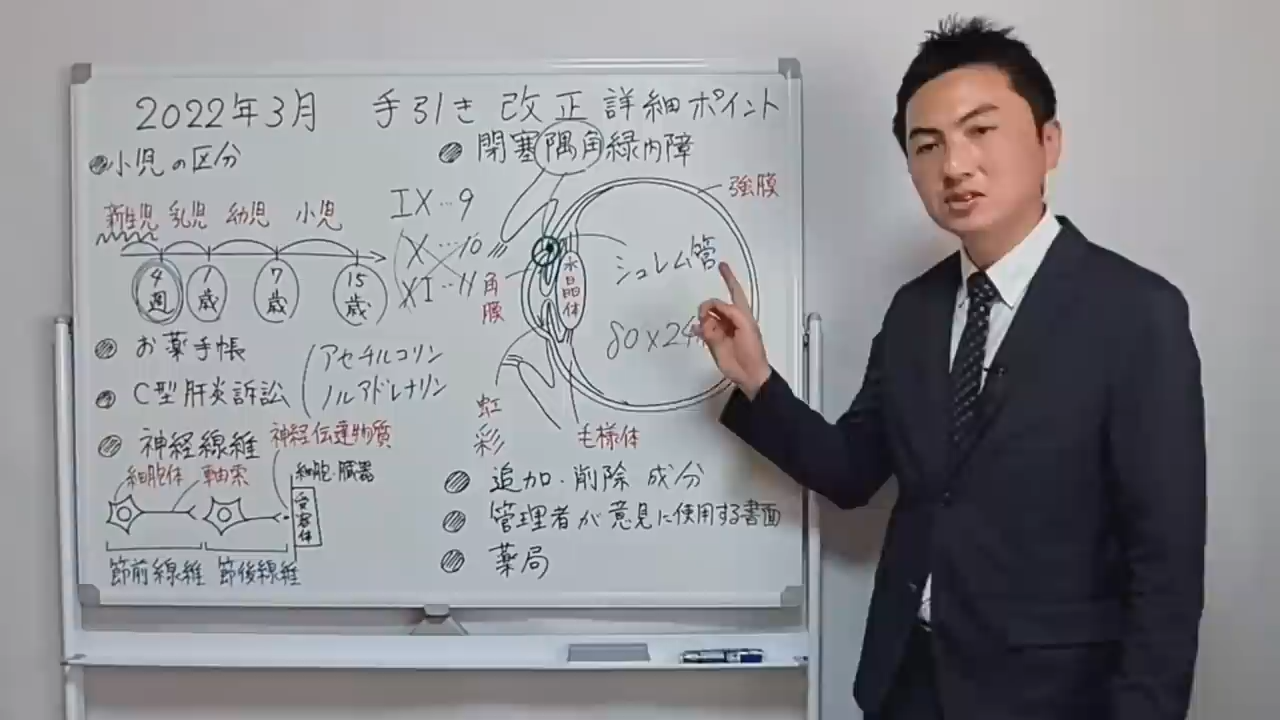 2022年3月 手引き 改正 詳細ポイント
小児の区分
新生児 乳児 幼児 小児
4週 1歳 7歳 15歳
IX…9
X…10
XI…11
お薬手帳
C型肝炎訴訟
アセチルコリン
ノルアドレナリン
神経線維
神経伝達物質
細胞体 軸索
細胞・臓器
受容体
節前線維 節後線維
閉塞隅角緑内障
強膜
シュレム管
水晶体
角膜
80×24
虹彩
毛様体
追加・削除 成分
管理者が意見に使用する書面
薬局